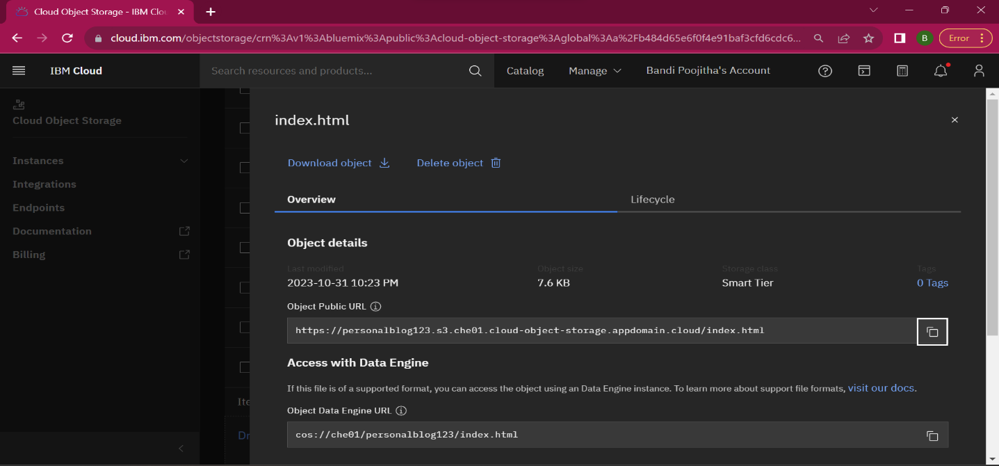 Cloud Object Storage - IBM Clou
cloud.ibm.com/objectstorage/crn%3Av1%3Abluemix%3Apublic%3Acloud-object-storage%3Aglobal%3Aa%2Fb484d65e6f0f4e91baf3cfd6cdc6...
B
Error
IBM Cloud
Search resources and products...
Catalog
Manage
Bandi Poojitha's Account
Cloud Object Storage
Instances
Integrations
Endpoints
Documentation
Billing
index.html
Download object
Delete object
Overview
Lifecycle
Object details
Last modified
Object size
Storage class
Tags
2023-10-31 10:23 PM
7.6 KB
Smart Tier
0 Tags
Object Public URL
https://personalblog123.s3.che01.cloud-object-storage.appdomain.cloud/index.html
Access with Data Engine
If this file is of a supported format, you can access the object using an Data Engine instance. To learn more about support file formats, visit our docs.
Object Data Engine URL
cos://che01/personalblog123/index.html
Ite
Dr